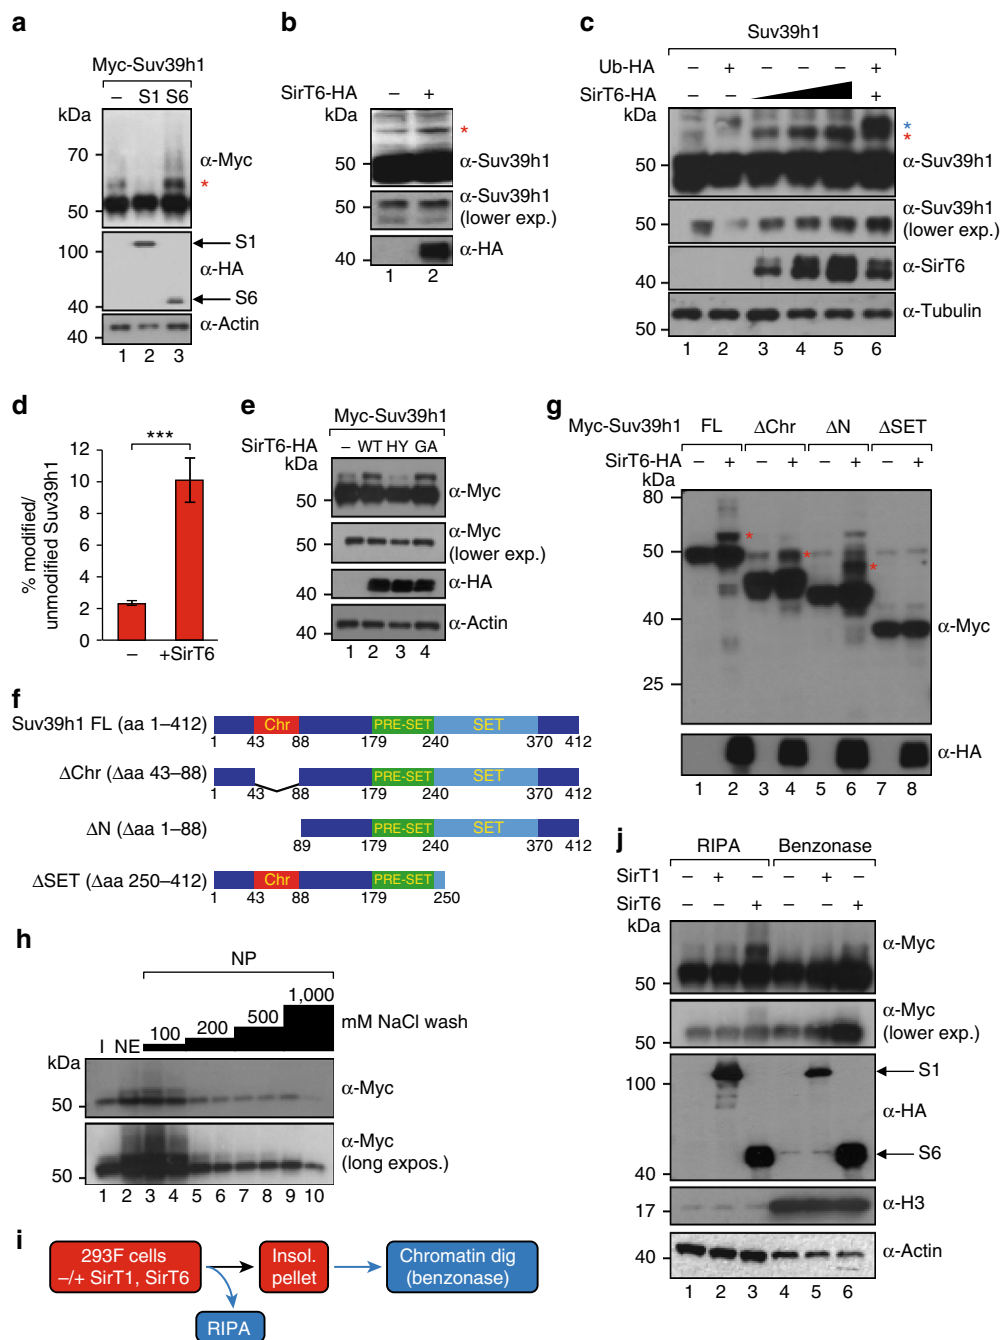 a
Myc-Suv39h1
– S1 S6
kDa
70
50
α-Myc
*
100
40
S1
α-HA
S6
40
α-Actin
1 2 3
b
SirT6-HA – +
kDa
*
50
α-Suv39h1
50
α-Suv39h1
(lower exp.)
40
α-HA
1 2
c
Suv39h1
Ub-HA – + – – – +
SirT6-HA – – +
kDa
*
*
50
α-Suv39h1
50
α-Suv39h1
(lower exp.)
40
α-SirT6
50
α-Tubulin
1 2 3 4 5 6
d
% modified/
unmodified Suv39h1
12
10
8
6
4
2
0
***
– +SirT6
e
Myc-Suv39h1
SirT6-HA – WT HY GA
kDa
50
α-Myc
50
α-Myc
(lower exp.)
40
α-HA
40
α-Actin
1 2 3 4
f
Suv39h1 FL (aa 1–412)
Chr PRE-SET SET
1 43 88 179 240 370 412
ΔChr (Δaa 43–88)
PRE-SET SET
1 43 88 179 240 370 412
ΔN (Δaa 1–88)
PRE-SET SET
89 179 240 370 412
ΔSET (Δaa 250–412)
Chr PRE-SET
1 43 88 179 240 250
g
Myc-Suv39h1 FL ΔChr ΔN ΔSET
SirT6-HA – + – + – + – +
kDa
80
50
40
25
* * *
α-Myc
α-HA
1 2 3 4 5 6 7 8
h
NP
100 200 500 1,000
mM NaCl wash
I NE
kDa
50
α-Myc
50
α-Myc
(long expos.)
1 2 3 4 5 6 7 8 9 10
i
293F cells
–/+ SirT1, SirT6
Insol.
pellet
Chromatin dig
(benzonase)
RIPA
j
RIPA Benzonase
SirT1 – + – – + –
SirT6 – – + – – +
kDa
50
α-Myc
50
α-Myc
(lower exp.)
100
40
S1
α-HA
S6
17
α-H3
40
α-Actin
1 2 3 4 5 6